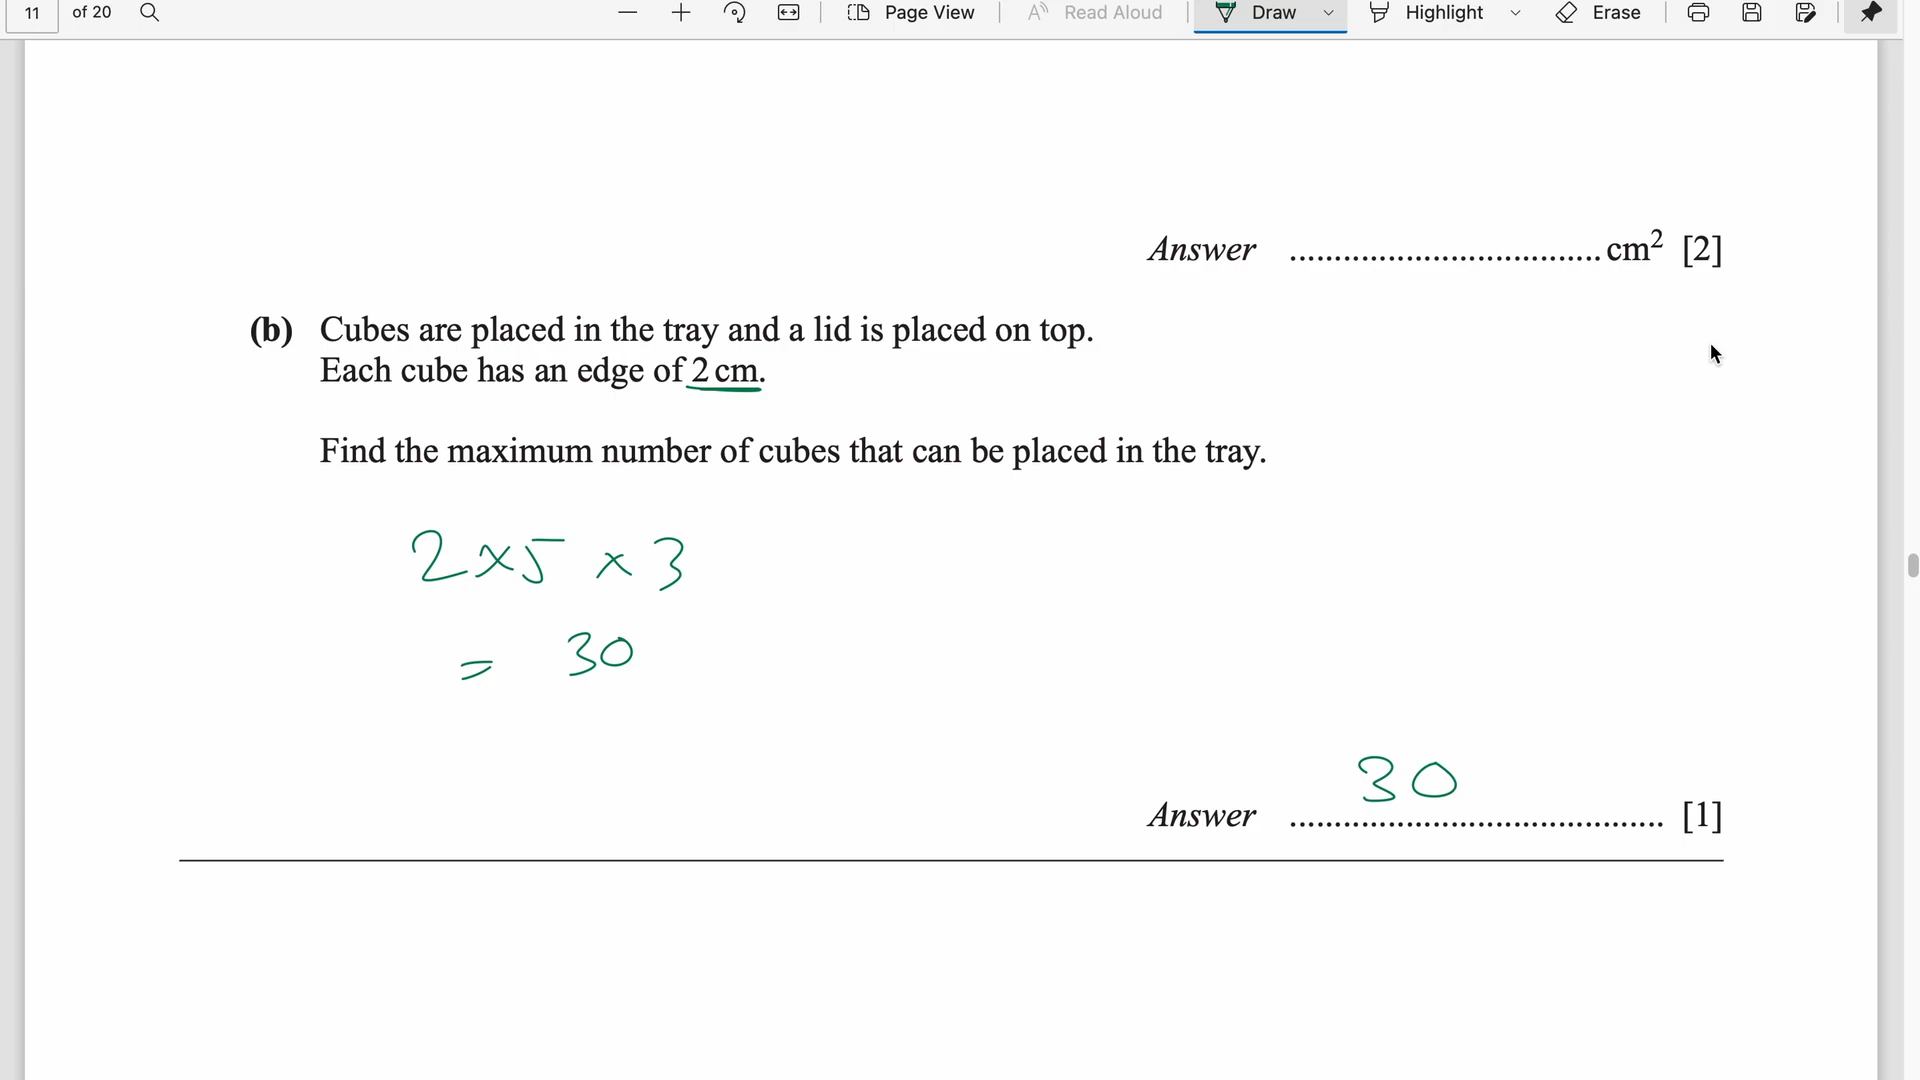 11 of 20 Page View Read Aloud Draw Highlight Erase
Answer ................................... cm² [2]
(b) Cubes are placed in the tray and a lid is placed on top.
Each cube has an edge of 2 cm.
Find the maximum number of cubes that can be placed in the tray.
2 × 5 × 3
= 30
30
Answer .......................................... [1]